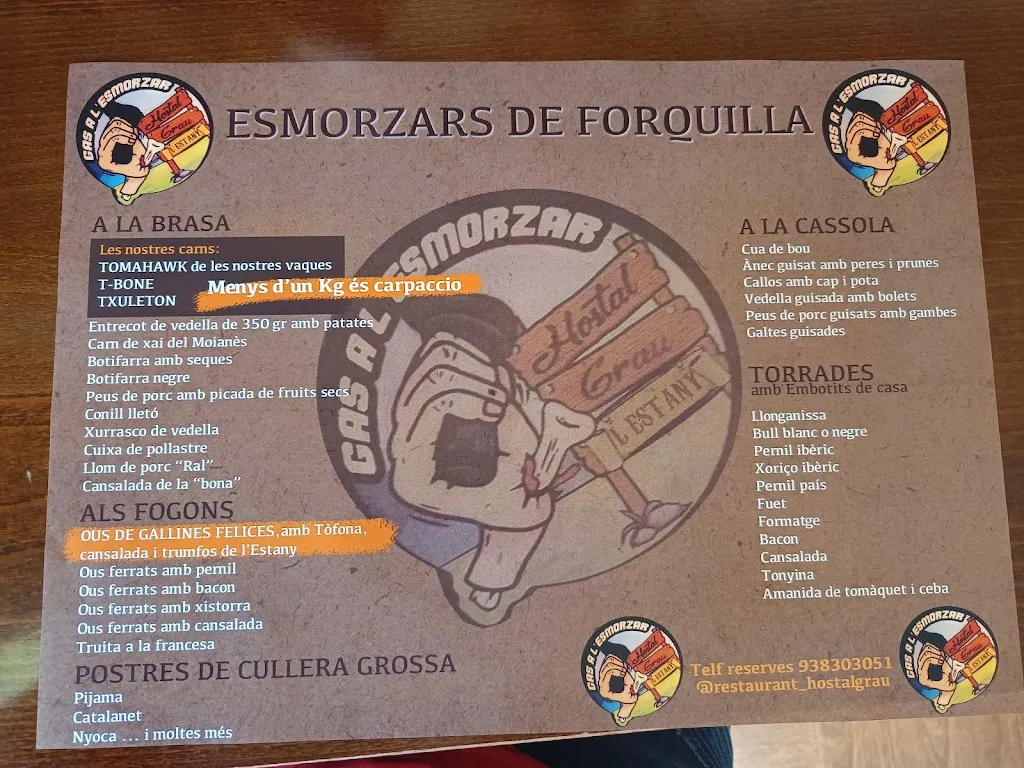 GAS A L'ESMORZAR!
Hostal
Grau
L'ESTANY
ESMORZARS DE FORQUILLA
GAS A L'ESMORZAR!
Hostal
Grau
L'ESTANY
A LA BRASA
Les nostres carns:
TOMAHAWK de les nostres vaques
T-BONE
TXULETON
Menys d'un Kg és carpaccio
Entrecot de vedella de 350 gr amb patates
Carn de xai del Moianès
Botifarra amb seques
Botifarra negre
Peus de porc amb picada de fruits secs
Conill lletó
Xurrasco de vedella
Cuixa de pollastre
Llom de porc "Ral"
Cansalada de la "bona"
ALS FOGONS
OUS DE GALLINES FELICES, amb Tòfona,
cansalada i trumfos de l'Estany
Ous ferrats amb pernil
Ous ferrats amb bacon
Ous ferrats amb xistorra
Ous ferrats amb cansalada
Truita a la francesa
POSTRES DE CULLERA GROSSA
Pijama
Catalanet
Nyoca ... i moltes més
GAS A L'ESMORZAR L'
Hostal
Grau
L'ESTANY
A LA CASSOLA
Cua de bou
Ànec guisat amb peres i prunes
Callos amb cap i pota
Vedella guisada amb bolets
Peus de porc guisats amb gambes
Galtes guisades
TORRADES
amb Embotits de casa
Llonganissa
Bull blanc o negre
Pernil ibèric
Xoriço ibèric
Pernil país
Fuet
Formatge
Bacon
Cansalada
Tonyina
Amanida de tomàquet i ceba
GAS A L'ESMORZAR!
Hostal
Grau
L'ESTANY
Telf reserves 938303051
@restaurant_hostalgrau
GAS A L'ESMORZAR!
Hostal
Grau
L'ESTANY